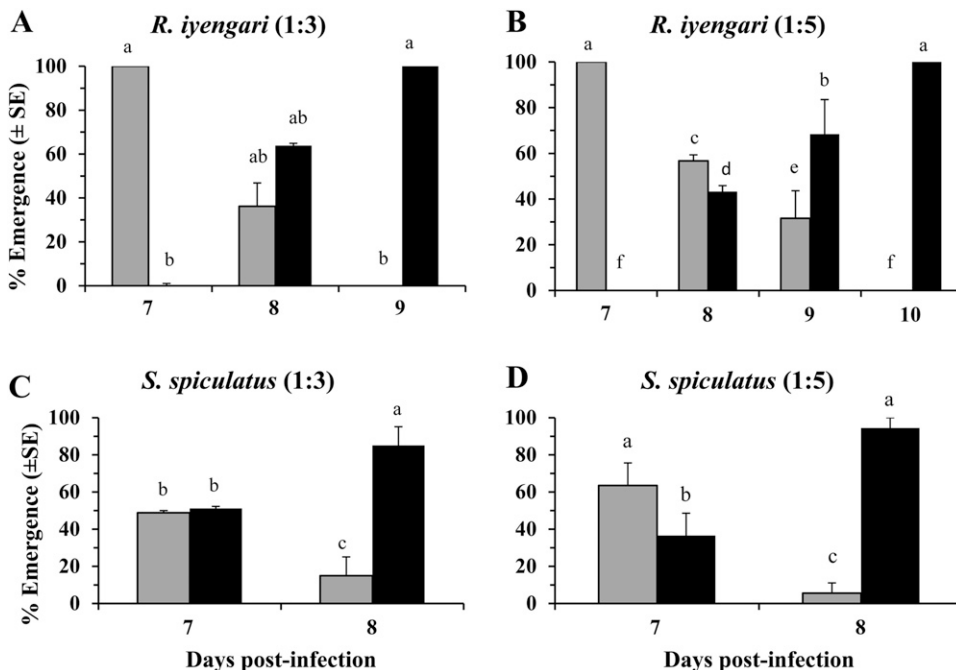 A
R. iyengari (1:3)
% Emergence (± SE)
100
80
60
40
20
0
a
b
ab
ab
b
a
7 8 9
B
R. iyengari (1:5)
100
80
60
40
20
0
a
f
c
d
e
b
f
a
7 8 9 10
C
S. spiculatus (1:3)
% Emergence (±SE)
100
80
60
40
20
0
b
b
c
a
7 8
Days post-infection
D
S. spiculatus (1:5)
100
80
60
40
20
0
a
b
c
a
7 8
Days post-infection